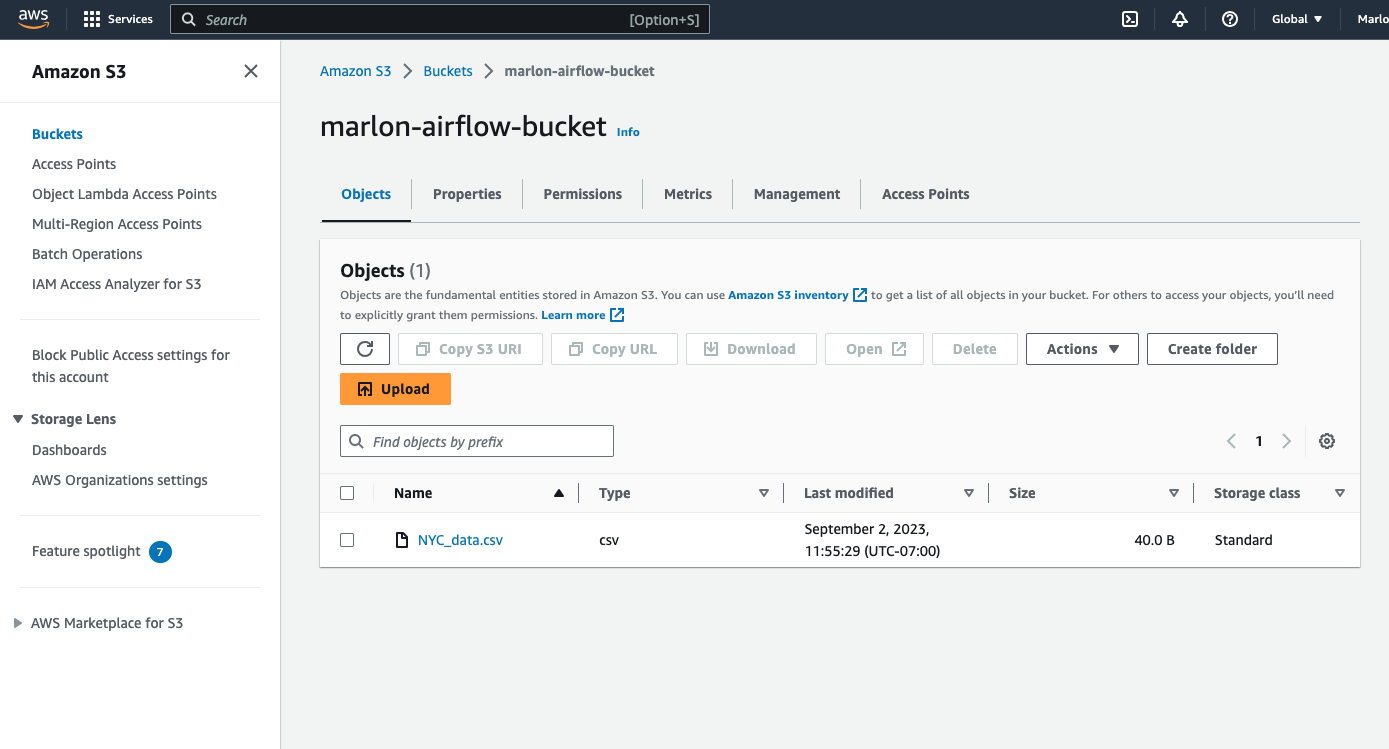 aws
Services
Search
[Option+S]
Global
Marlo
Amazon S3
Buckets
Access Points
Object Lambda Access Points
Multi-Region Access Points
Batch Operations
IAM Access Analyzer for S3
Block Public Access settings for
this account
Storage Lens
Dashboards
AWS Organizations settings
Feature spotlight 7
AWS Marketplace for S3
Amazon S3 > Buckets > marlon-airflow-bucket
marlon-airflow-bucket Info
Objects Properties Permissions Metrics Management Access Points
Objects (1)
Objects are the fundamental entities stored in Amazon S3. You can use Amazon S3 inventory to get a list of all objects in your bucket. For others to access your objects, you'll need
to explicitly grant them permissions. Learn more
Copy S3 URI Copy URL Download Open Delete Actions Create folder
Upload
Find objects by prefix
1
Name Type Last modified Size Storage class
NYC_data.csv csv September 2, 2023, 40.0 B Standard
11:55:29 (UTC-07:00)